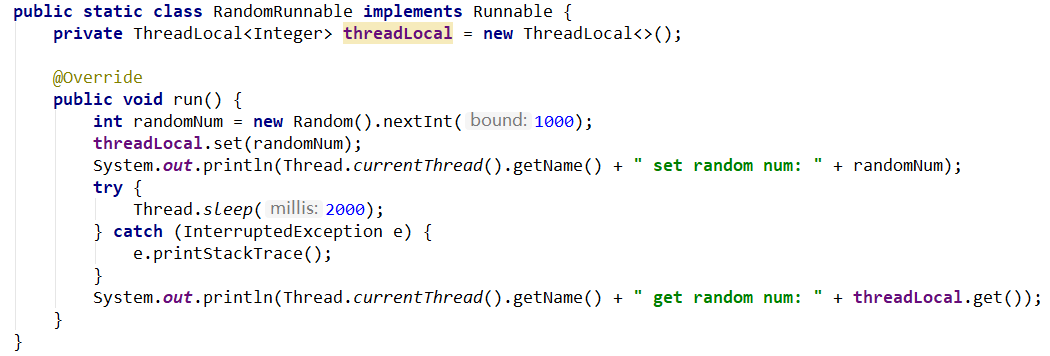 public static class RandomRunnable implements Runnable {
    private ThreadLocal<Integer> threadLocal = new ThreadLocal<>();
    @Override
    public void run() {
        int randomNum = new Random().nextInt( bound: 1000);
        threadLocal.set(randomNum);
        System.out.println(Thread.currentThread().getName() + " set random num: " + randomNum);
        try {
            Thread.sleep( millis: 2000);
        } catch (InterruptedException e) {
            e.printStackTrace();
        }
        System.out.println(Thread.currentThread().getName() + " get random num: " + threadLocal.get());
    }
}